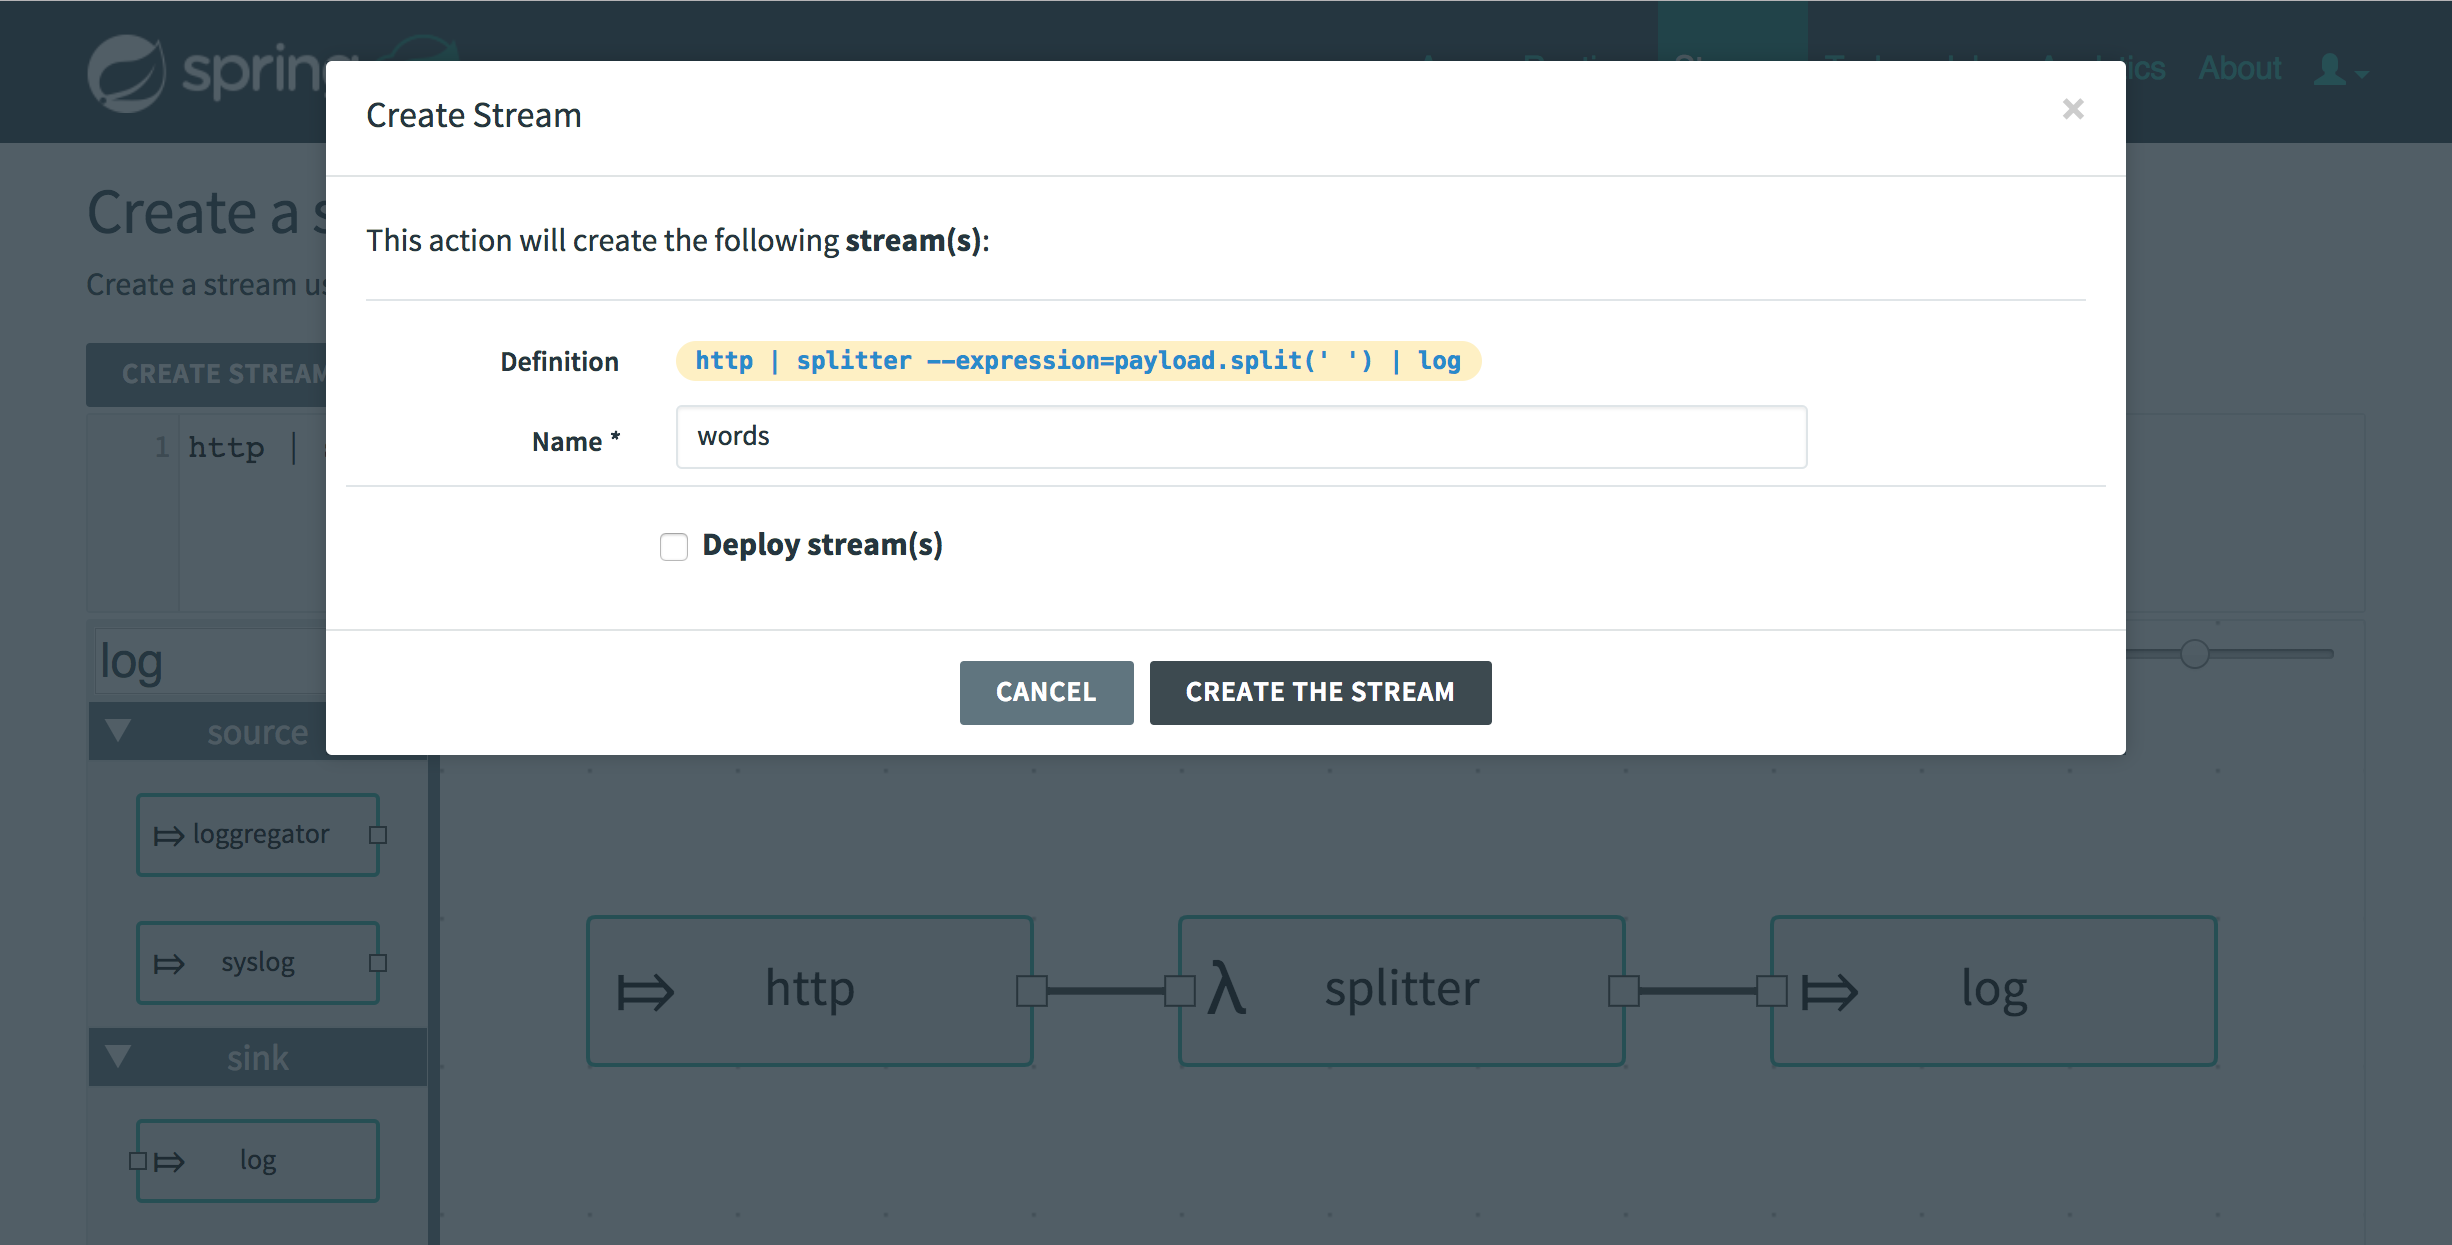 spring
ics About
Create Stream
×
Create a s
This action will create the following stream(s):
Create a stream us
Definition http | splitter --expression=payload.split(' ') | log
CREATE STREAM
Name * words
1 http |
Deploy stream(s)
log
CANCEL CREATE THE STREAM
source
loggregator
syslog
http λ splitter log
sink
log